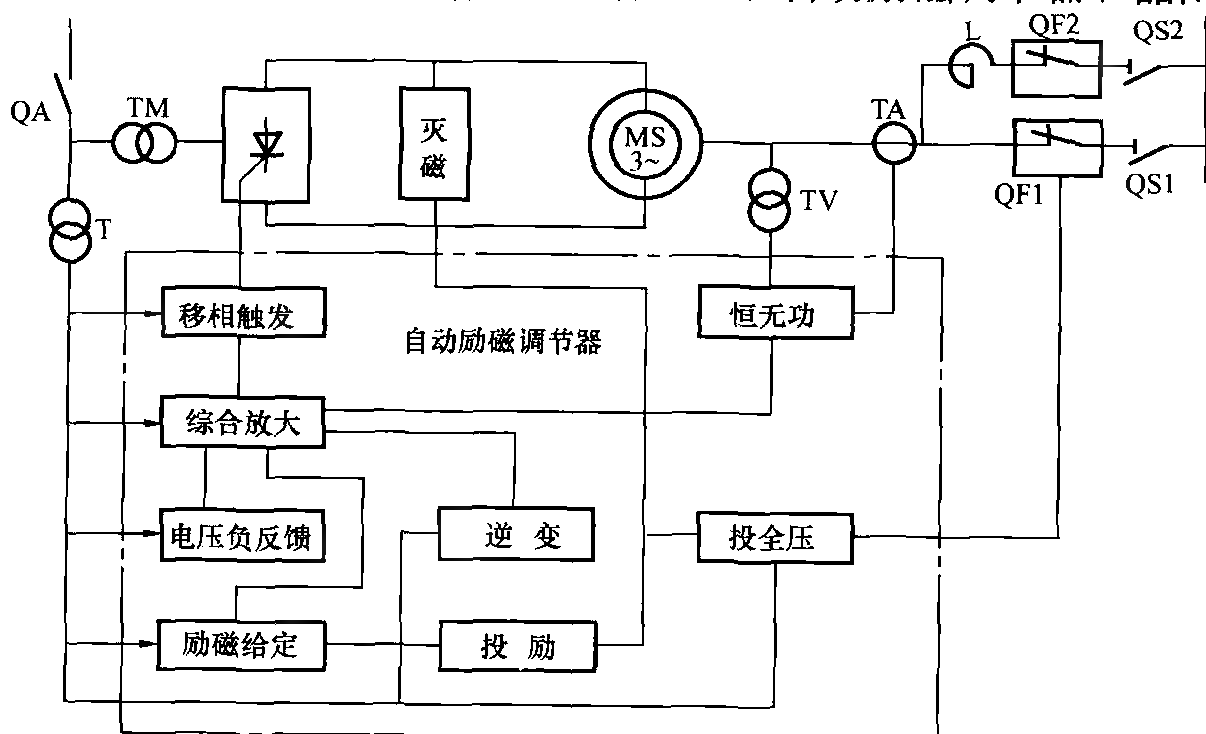 L
QF2
QS2
QA
TM
灭磁
MS
3~
TA
QF1
QS1
T
TV
移相触发
恒无功
自动励磁调节器
综合放大
电压负反馈
逆变
投全压
励磁给定
投励